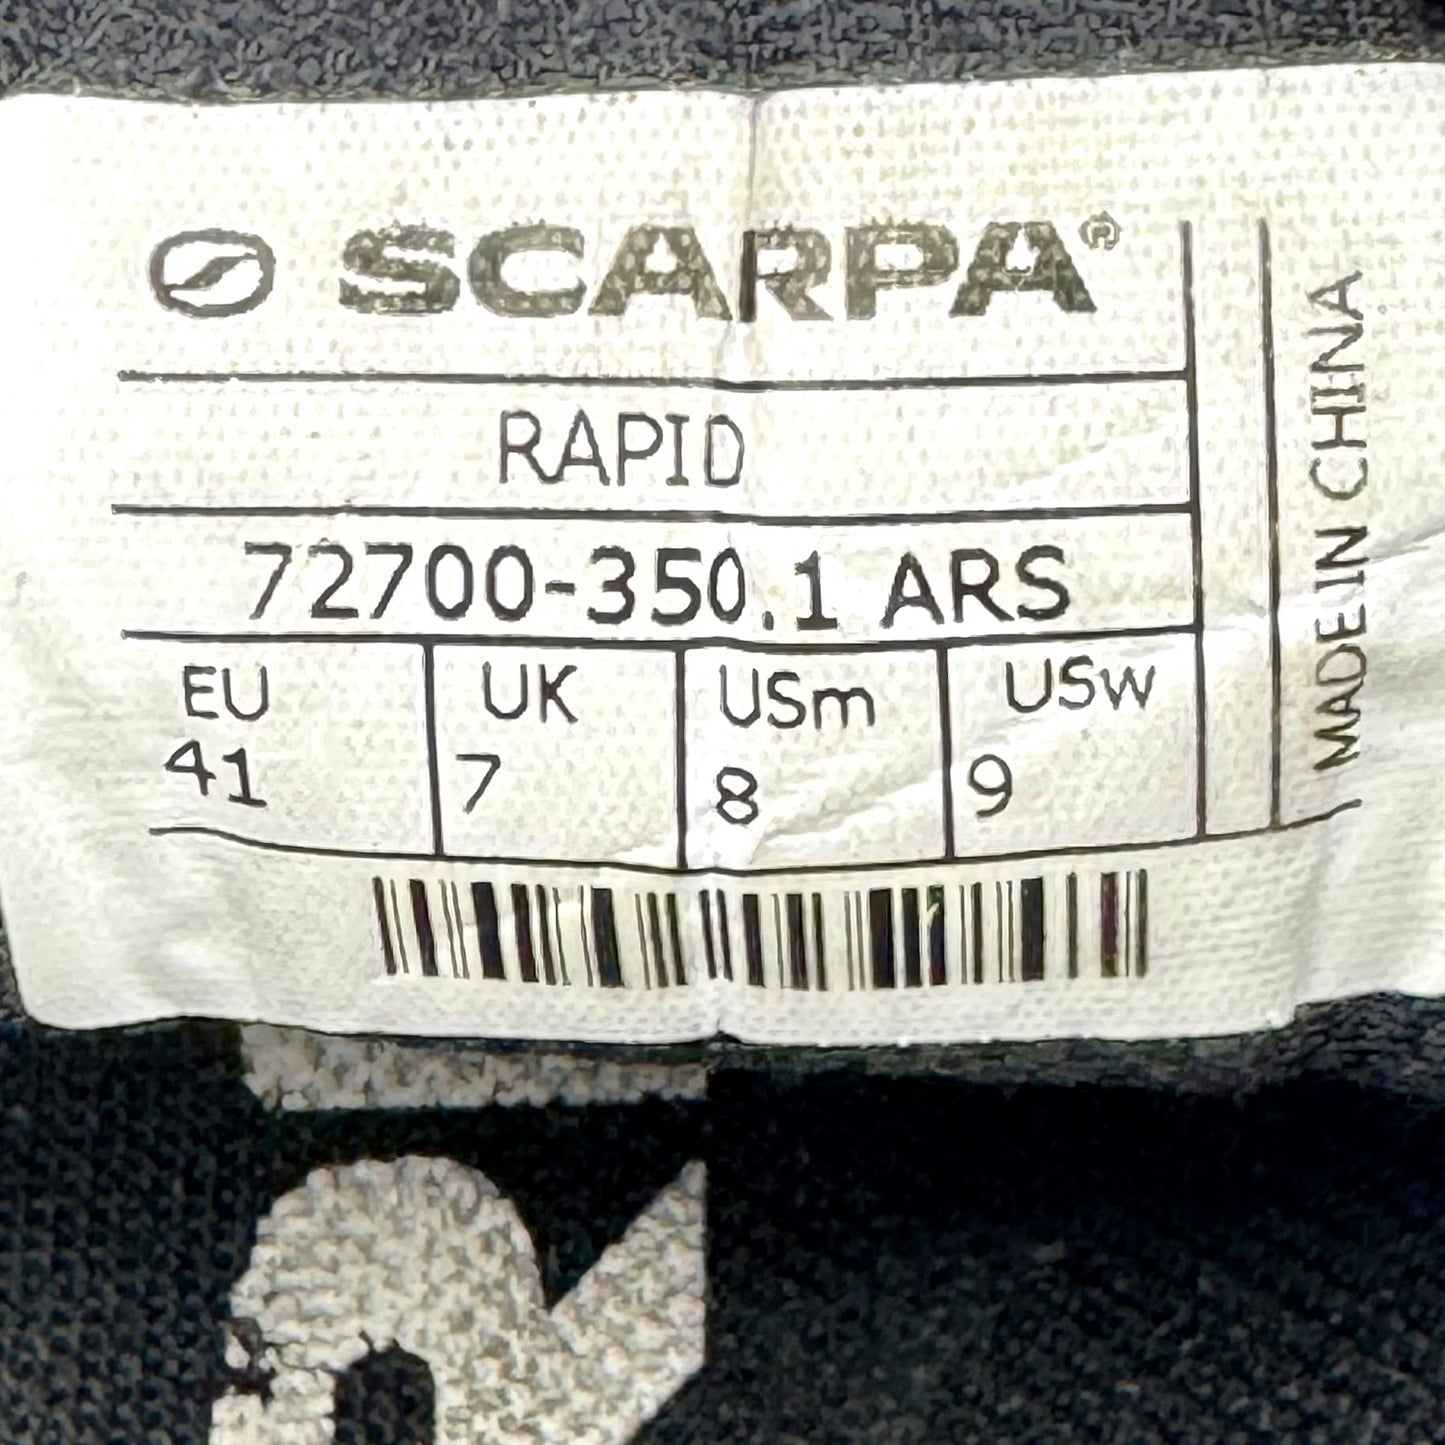 SCARPA®
RAPID
72700-350.1 ARS
EU UK USm USw
41 7 8 9
MADE IN CHINA